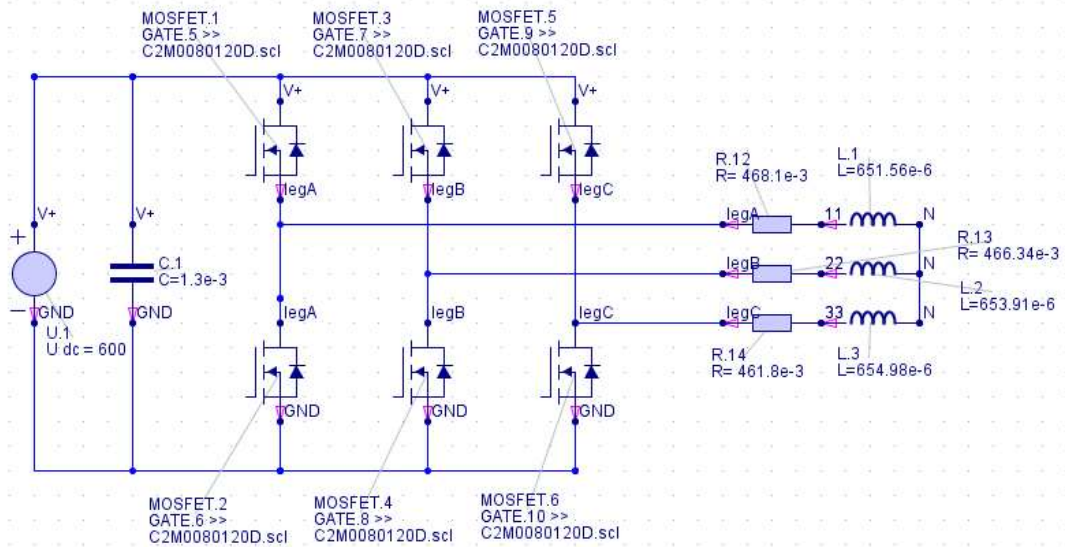 MOSFET.1
GATE.5 >>
C2M0080120D.scl
MOSFET.3
GATE.7 >>
C2M0080120D.scl
MOSFET.5
GATE.9 >>
C2M0080120D.scl
V+
V+
V+
legA
legB
legC
V+
V+
+
−
GND
U.1
U dc = 600
C.1
C=1.3e-3
GND
R.12
R= 468.1e-3
L.1
L=651.56e-6
legA
11
N
R.13
R= 466.34e-3
legB
22
N
L.2
L=653.91e-6
legC
33
N
R.14
R= 461.8e-3
L.3
L=654.98e-6
legA
legB
legC
GND
GND
GND
MOSFET.2
GATE.6 >>
C2M0080120D.scl
MOSFET.4
GATE.8 >>
C2M0080120D.scl
MOSFET.6
GATE.10 >>
C2M0080120D.scl